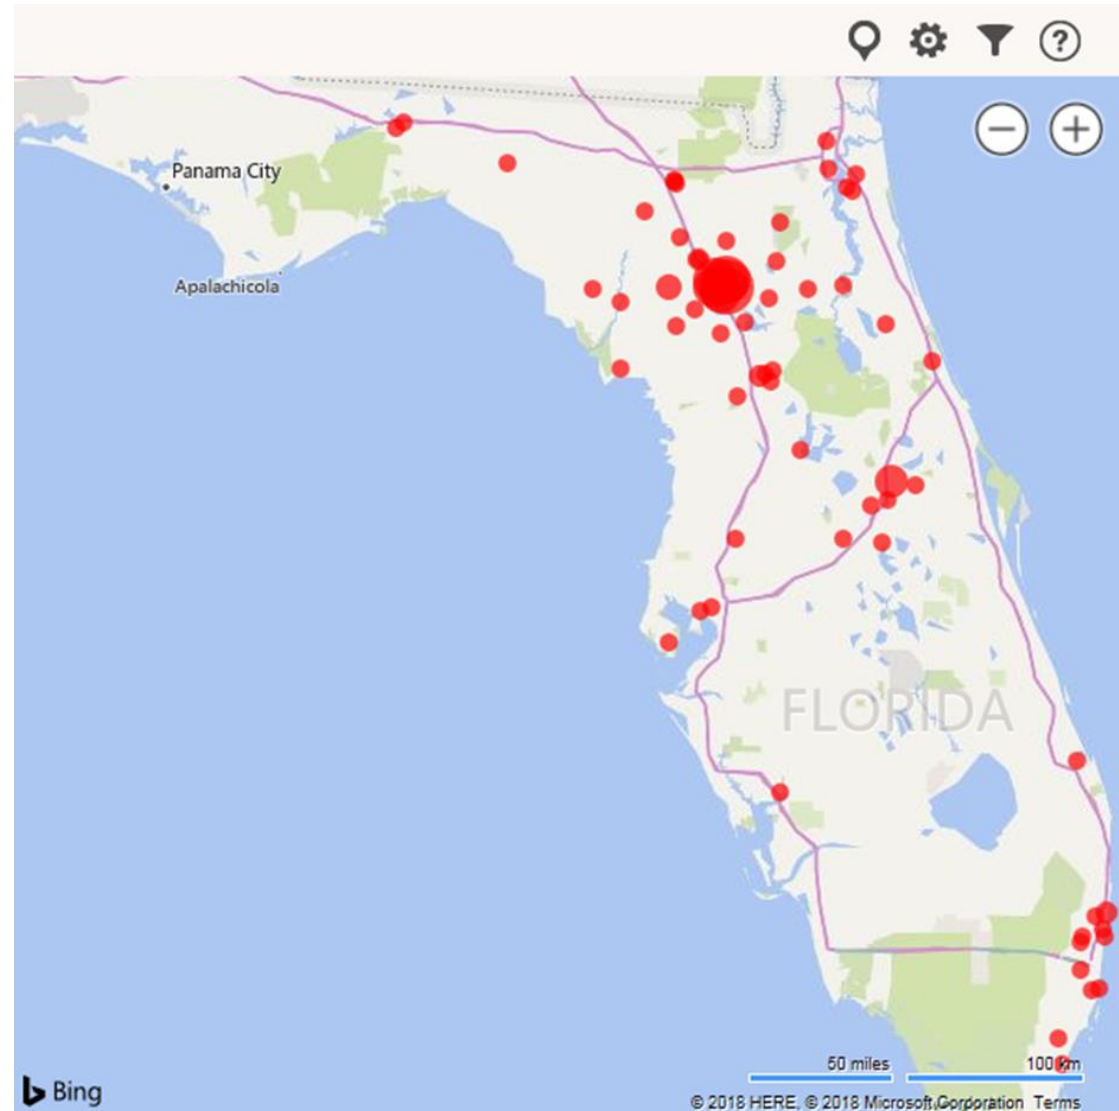 ?
Panama City
Apalachicola
FLORIDA
50 miles
100 km
Bing
© 2018 HERE, © 2018 Microsoft Corporation Terms